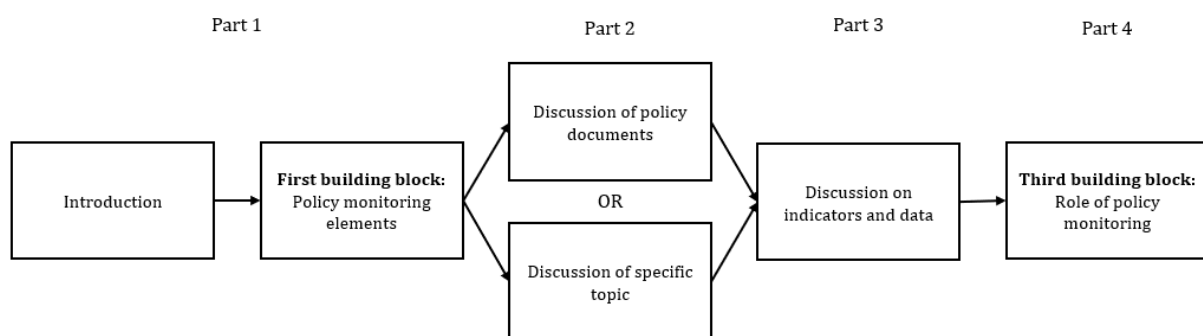 Part 1
Part 2
Part 3
Part 4
Introduction
First building block:
Policy monitoring
elements
Discussion of policy
documents
OR
Discussion of specific
topic
Discussion on
indicators and data
Third building block:
Role of policy
monitoring